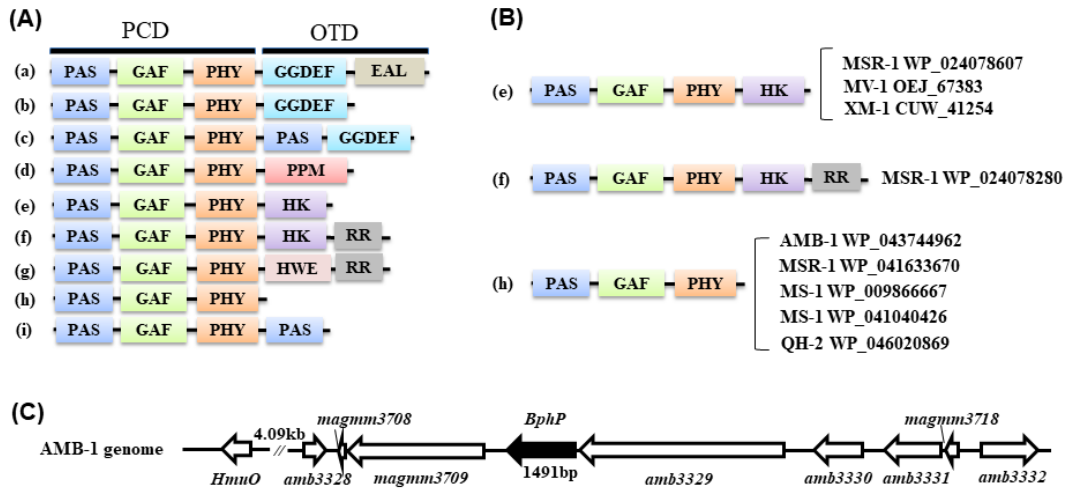 (A)
PCD OTD
(a) PAS GAF PHY GGDEF EAL
(b) PAS GAF PHY GGDEF
(c) PAS GAF PHY PAS GGDEF
(d) PAS GAF PHY PPM
(e) PAS GAF PHY HK
(f) PAS GAF PHY HK RR
(g) PAS GAF PHY HWE RR
(h) PAS GAF PHY
(i) PAS GAF PHY PAS
(B)
MSR-1 WP_024078607
(e) PAS GAF PHY HK MV-1 OEJ_67383
XM-1 CUW_41254
(f) PAS GAF PHY HK RR MSR-1 WP_024078280
AMB-1 WP_043744962
MSR-1 WP_041633670
(h) PAS GAF PHY MS-1 WP_009866667
MS-1 WP_041040426
QH-2 WP_046020869
(C)
magmm3708 BphP magmm3718
AMB-1 genome 4.09kb //
HmuO amb3328 magmm3709 1491bp amb3329 amb3330 amb3331 amb3332